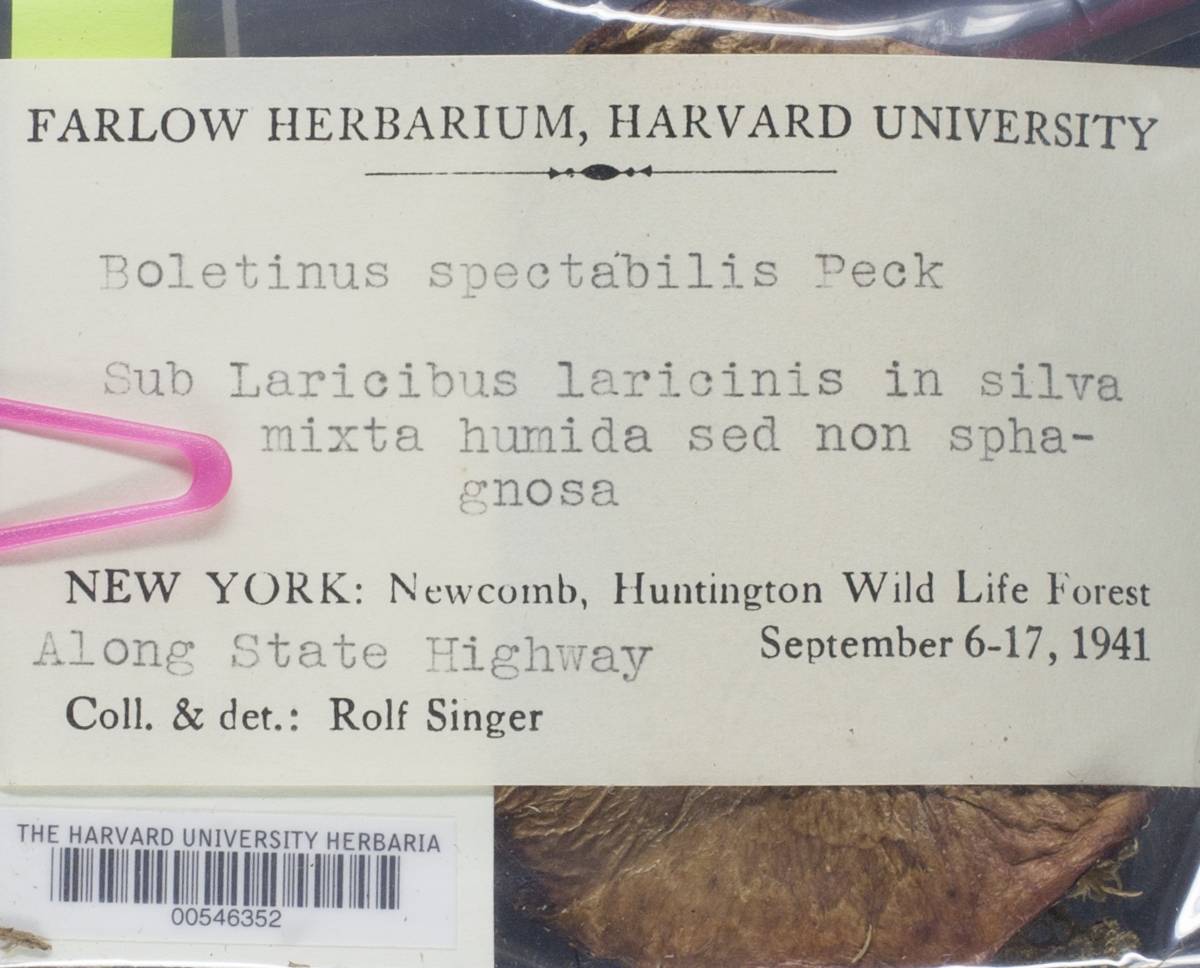 FARLOW HERBARIUM, HARVARD UNIVERSITY
Boletinus spectabilis Peck
Sub Laricibus laricinis in silva
mixta humida sed non spha-
gnosa
NEW YORK: Newcomb, Huntington Wild Life Forest
Along State Highway September 6-17, 1941
Coll. & det.: Rolf Singer
THE HARVARD UNIVERSITY HERBARIA
00546352